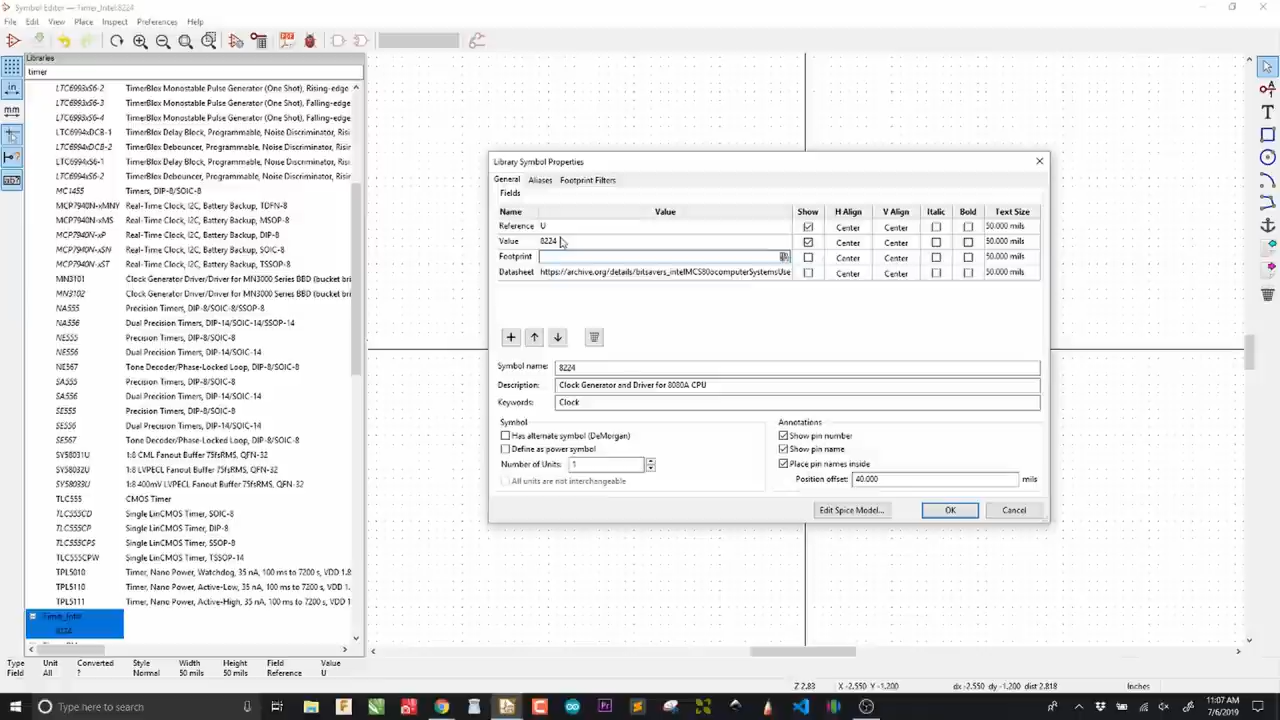 Symbol Editor — Timer_Intel:8224
File Edit View Place Inspect Preferences Help
Libraries
timer
LTC6993xS6-2 TimerBlox Monostable Pulse Generator (One Shot), Rising-edge
LTC6993xS6-3 TimerBlox Monostable Pulse Generator (One Shot), Falling-edge
LTC6993xS6-4 TimerBlox Monostable Pulse Generator (One Shot), Falling-edge
LTC6994xDCB-1 TimerBlox Delay Block, Programmable, Noise Discriminator, Risi
LTC6994xDCB-2 TimerBlox Debouncer, Programmable, Noise Discriminator, Risin
LTC6994xS6-1 TimerBlox Delay Block, Programmable, Noise Discriminator, Risi
LTC6994xS6-2 TimerBlox Debouncer, Programmable, Noise Discriminator, Risin
MC1455 Timers, DIP-8/SOIC-8
MCP7940N-xMNY Real-Time Clock, I2C, Battery Backup, TDFN-8
MCP7940N-xMS Real-Time Clock, I2C, Battery Backup, MSOP-8
MCP7940N-xP Real-Time Clock, I2C, Battery Backup, DIP-8
MCP7940N-xSN Real-Time Clock, I2C, Battery Backup, SOIC-8
MCP7940N-xST Real-Time Clock, I2C, Battery Backup, TSSOP-8
MN3101 Clock Generator/Driver for MN3000 Series BBD (bucket bri
MN3102 Clock Generator/Driver for MN3000 Series BBD (bucket bri
NA555 Precision Timers, DIP-8/SOIC-8/SSOP-8
NA556 Dual Precision Timers, DIP-14/SOIC-14/SSOP-14
NE555 Precision Timers, DIP-8/SOIC-8
NE556 Dual Precision Timers, DIP-14/SOIC-14
NE567 Tone Decoder/Phase-Locked Loop, DIP-8/SOIC-8
SA555 Precision Timers, DIP-8/SOIC-8
SA556 Dual Precision Timers, DIP-14/SOIC-14
SE555 Precision Timers, DIP-8/SOIC-8
SE556 Dual Precision Timers, DIP-14/SOIC-14
SE567 Tone Decoder/Phase-Locked Loop, DIP-8/SOIC-8
SY58031U 1:8 CML Fanout Buffer 75fsRMS, QFN-32
SY58032U 1:8 LVPECL Fanout Buffer 75fsRMS, QFN-32
SY58033U 1:8 400mV LVPECL Fanout Buffer 75fsRMS, QFN-32
TLC555 CMOS Timer
TLC555CD Single LinCMOS Timer, SOIC-8
TLC555CP Single LinCMOS Timer, DIP-8
TLC555CPS Single LinCMOS Timer, SSOP-8
TLC555CPW Single LinCMOS Timer, TSSOP-14
TPL5010 Timer, Nano Power, Watchdog, 35 nA, 100 ms to 7200 s, VDD 1.8
TPL5110 Timer, Nano Power, Active-Low, 35 nA, 100 ms to 7200 s, VDD
TPL5111 Timer, Nano Power, Active-High, 35 nA, 100 ms to 7200 s, VDD
Timer_Intel
8224
in
mm
Library Symbol Properties
General Aliases Footprint Filters
Fields
Name Value Show H Align V Align Italic Bold Text Size
Reference U Center Center 50.000 mils
Value 8224 Center Center 50.000 mils
Footprint Center Center 50.000 mils
Datasheet https://archive.org/details/bitsavers_intelMCS80ocomputerSystemsUse Center Center 50.000 mils
Symbol name: 8224
Description: Clock Generator and Driver for 8080A CPU
Keywords: Clock
Symbol
Has alternate symbol (DeMorgan)
Define as power symbol
Number of Units: 1
All units are not interchangeable
Annotations
Show pin number
Show pin name
Place pin names inside
Position offset: 40.000 mils
Edit Spice Model... OK Cancel
Type Unit Converted Style Width Height Field Value
Field All ? Normal 50 mils 50 mils Reference U
Z 2.83 X -2.550 Y -1.200 dx -2.550 dy -1.200 dist 2.818 Inches
Type here to search
11:07 AM
7/6/2019